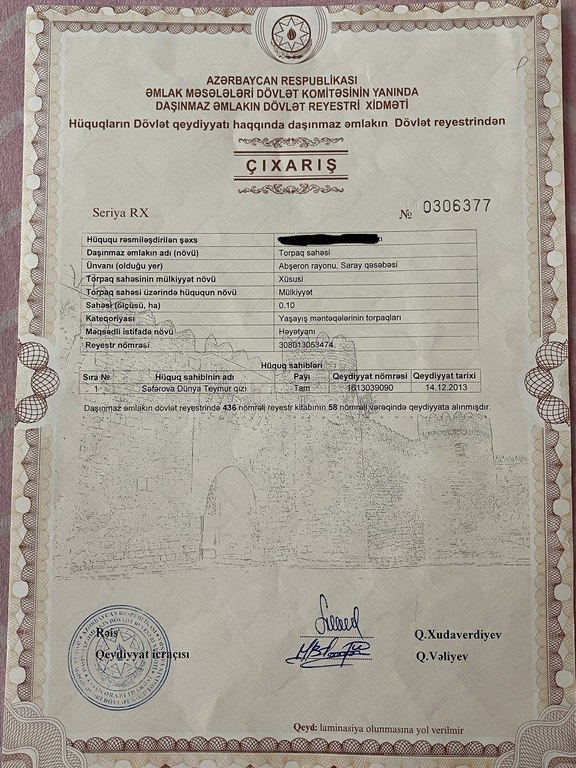 AZƏRBAYCAN RESPUBLİKASI
ƏMLAK MƏSƏLƏLƏRİ DÖVLƏT KOMİTƏSİNİN YANINDA
DAŞINMAZ ƏMLAKIN DÖVLƏT REYESTRİ XİDMƏTİ
Hüquqların Dövlət qeydiyyatı haqqında daşınmaz əmlakın Dövlət reyestrindən
ÇIXARIŞ
Seriya RX № 0306377
Hüququ rəsmiləşdirilən şəxs
Daşınmaz əmlakın adı (növü) Torpaq sahəsi
Ünvanı (olduğu yer) Abşeron rayonu, Saray qəsəbəsi
Torpaq sahəsinin mülkiyyət növü Xüsusi
Torpaq sahəsi üzərində hüququn növü Mülkiyyət
Sahəsi (ölçüsü, ha) 0.10
Kateqoriyası Yaşayış məntəqələrinin torpaqları
Məqsədli istifadə növü Həyətyanı
Reyestr nömrəsi 308013053474
Hüquq sahibləri
Sıra № Hüquq sahibinin adı Payı Qeydiyyat nömrəsi Qeydiyyat tarixi
1 Səfərova Dünya Teymur qızı Tam 1613039090 14.12.2013
Daşınmaz əmlakın dövlət reyestrində 436 nömrəli reyestr kitabının 58 nömrəli vərəqində qeydiyyata alınmışdır.
Rəis Q.Xudaverdiyev
Qeydiyyat icraçısı Q.Vəliyev
Qeyd: laminasiya olunmasına yol verilmir